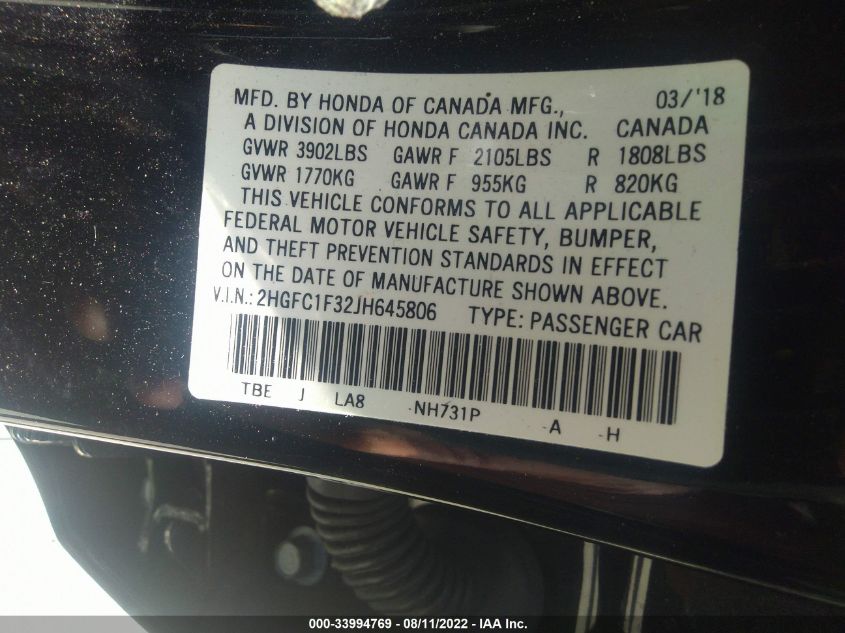 MFD. BY HONDA OF CANADA MFG., 03/'18
A DIVISION OF HONDA CANADA INC. CANADA
GVWR 3902LBS GAWR F 2105LBS R 1808LBS
GVWR 1770KG GAWR F 955KG R 820KG
THIS VEHICLE CONFORMS TO ALL APPLICABLE
FEDERAL MOTOR VEHICLE SAFETY, BUMPER,
AND THEFT PREVENTION STANDARDS IN EFFECT
ON THE DATE OF MANUFACTURE SHOWN ABOVE.
V.I.N.: 2HGFC1F32JH645806 TYPE: PASSENGER CAR
TBE J LA8 -NH731P -A -H
000-33994769 - 08/11/2022 - IAA Inc.